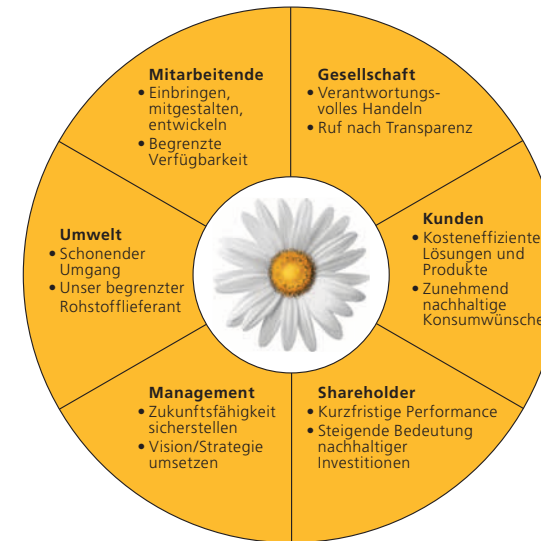 Mitarbeitende
• Einbringen,
mitgestalten,
entwickeln
• Begrenzte
Verfügbarkeit
Gesellschaft
• Verantwortungs-
volles Handeln
• Ruf nach Transparenz
Kunden
• Kosteneffiziente
Lösungen und
Produkte
• Zunehmend
nachhaltige
Konsumwünsche
Shareholder
• Kurzfristige Performance
• Steigende Bedeutung
nachhaltiger
Investitionen
Management
• Zukunftsfähigkeit
sicherstellen
• Vision/Strategie
umsetzen
Umwelt
• Schonender
Umgang
• Unser begrenzter
Rohstofflieferant